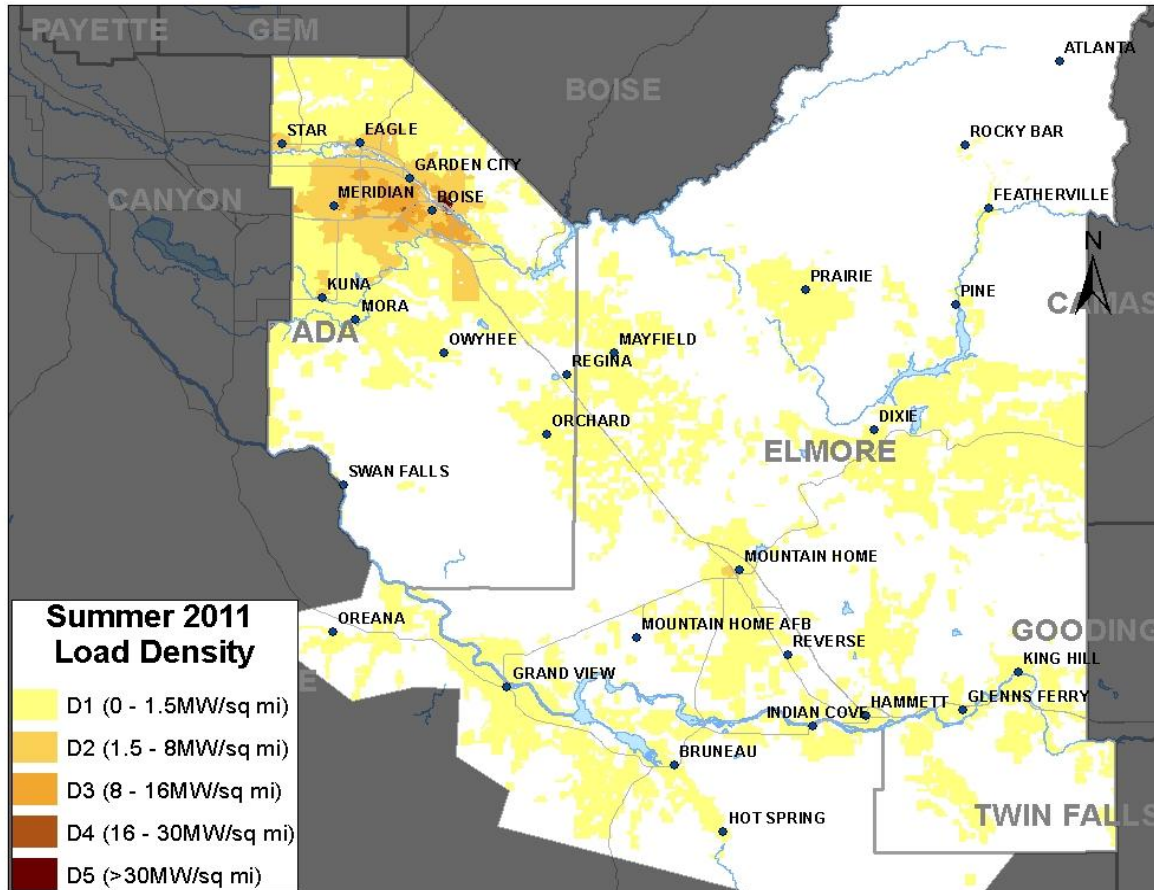 PAYETTE
GEM
ATLANTA
BOISE
STAR
EAGLE
ROCKY BAR
GARDEN CITY
CANYON
MERIDIAN
BOISE
FEATHERVILLE
N
KUNA
PRAIRIE
PINE
CAMAS
MORA
ADA
OWYHEE
MAYFIELD
REGINA
ORCHARD
DIXIE
ELMORE
SWAN FALLS
MOUNTAIN HOME
OREANA
MOUNTAIN HOME AFB
GOODING
REVERSE
KING HILL
GRAND VIEW
HAMMETT
GLENNS FERRY
INDIAN COVE
BRUNEAU
TWIN FALLS
HOT SPRING
Summer 2011
Load Density
D1 (0 - 1.5MW/sq mi)
D2 (1.5 - 8MW/sq mi)
D3 (8 - 16MW/sq mi)
D4 (16 - 30MW/sq mi)
D5 (>30MW/sq mi)